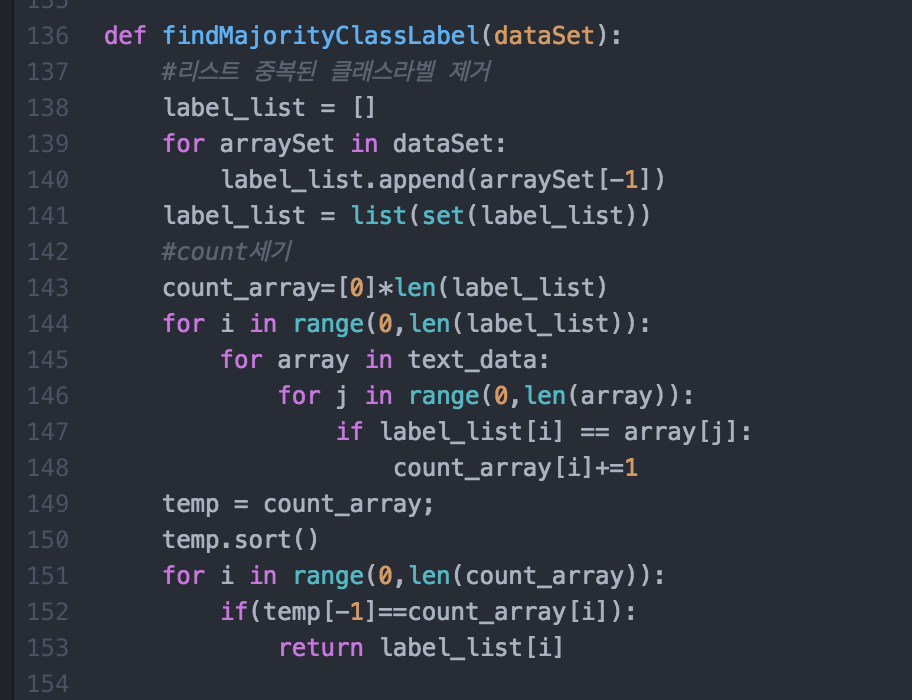 135
136 def findMajorityClassLabel(dataSet):
137     #리스트 중복된 클래스라벨 제거
138     label_list = []
139     for arraySet in dataSet:
140         label_list.append(arraySet[-1])
141     label_list = list(set(label_list))
142     #count세기
143     count_array=[0]*len(label_list)
144     for i in range(0,len(label_list)):
145         for array in text_data:
146             for j in range(0,len(array)):
147                 if label_list[i] == array[j]:
148                     count_array[i]+=1
149     temp = count_array;
150     temp.sort()
151     for i in range(0,len(count_array)):
152         if(temp[-1]==count_array[i]):
153             return label_list[i]
154